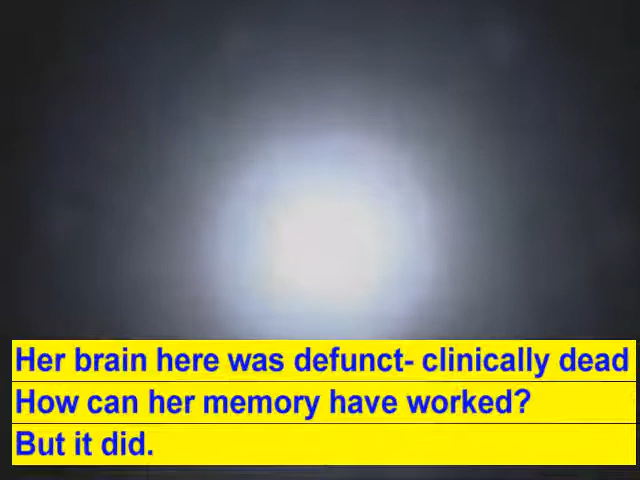 Her brain here was defunct- clinically dead
How can her memory have worked?
But it did.